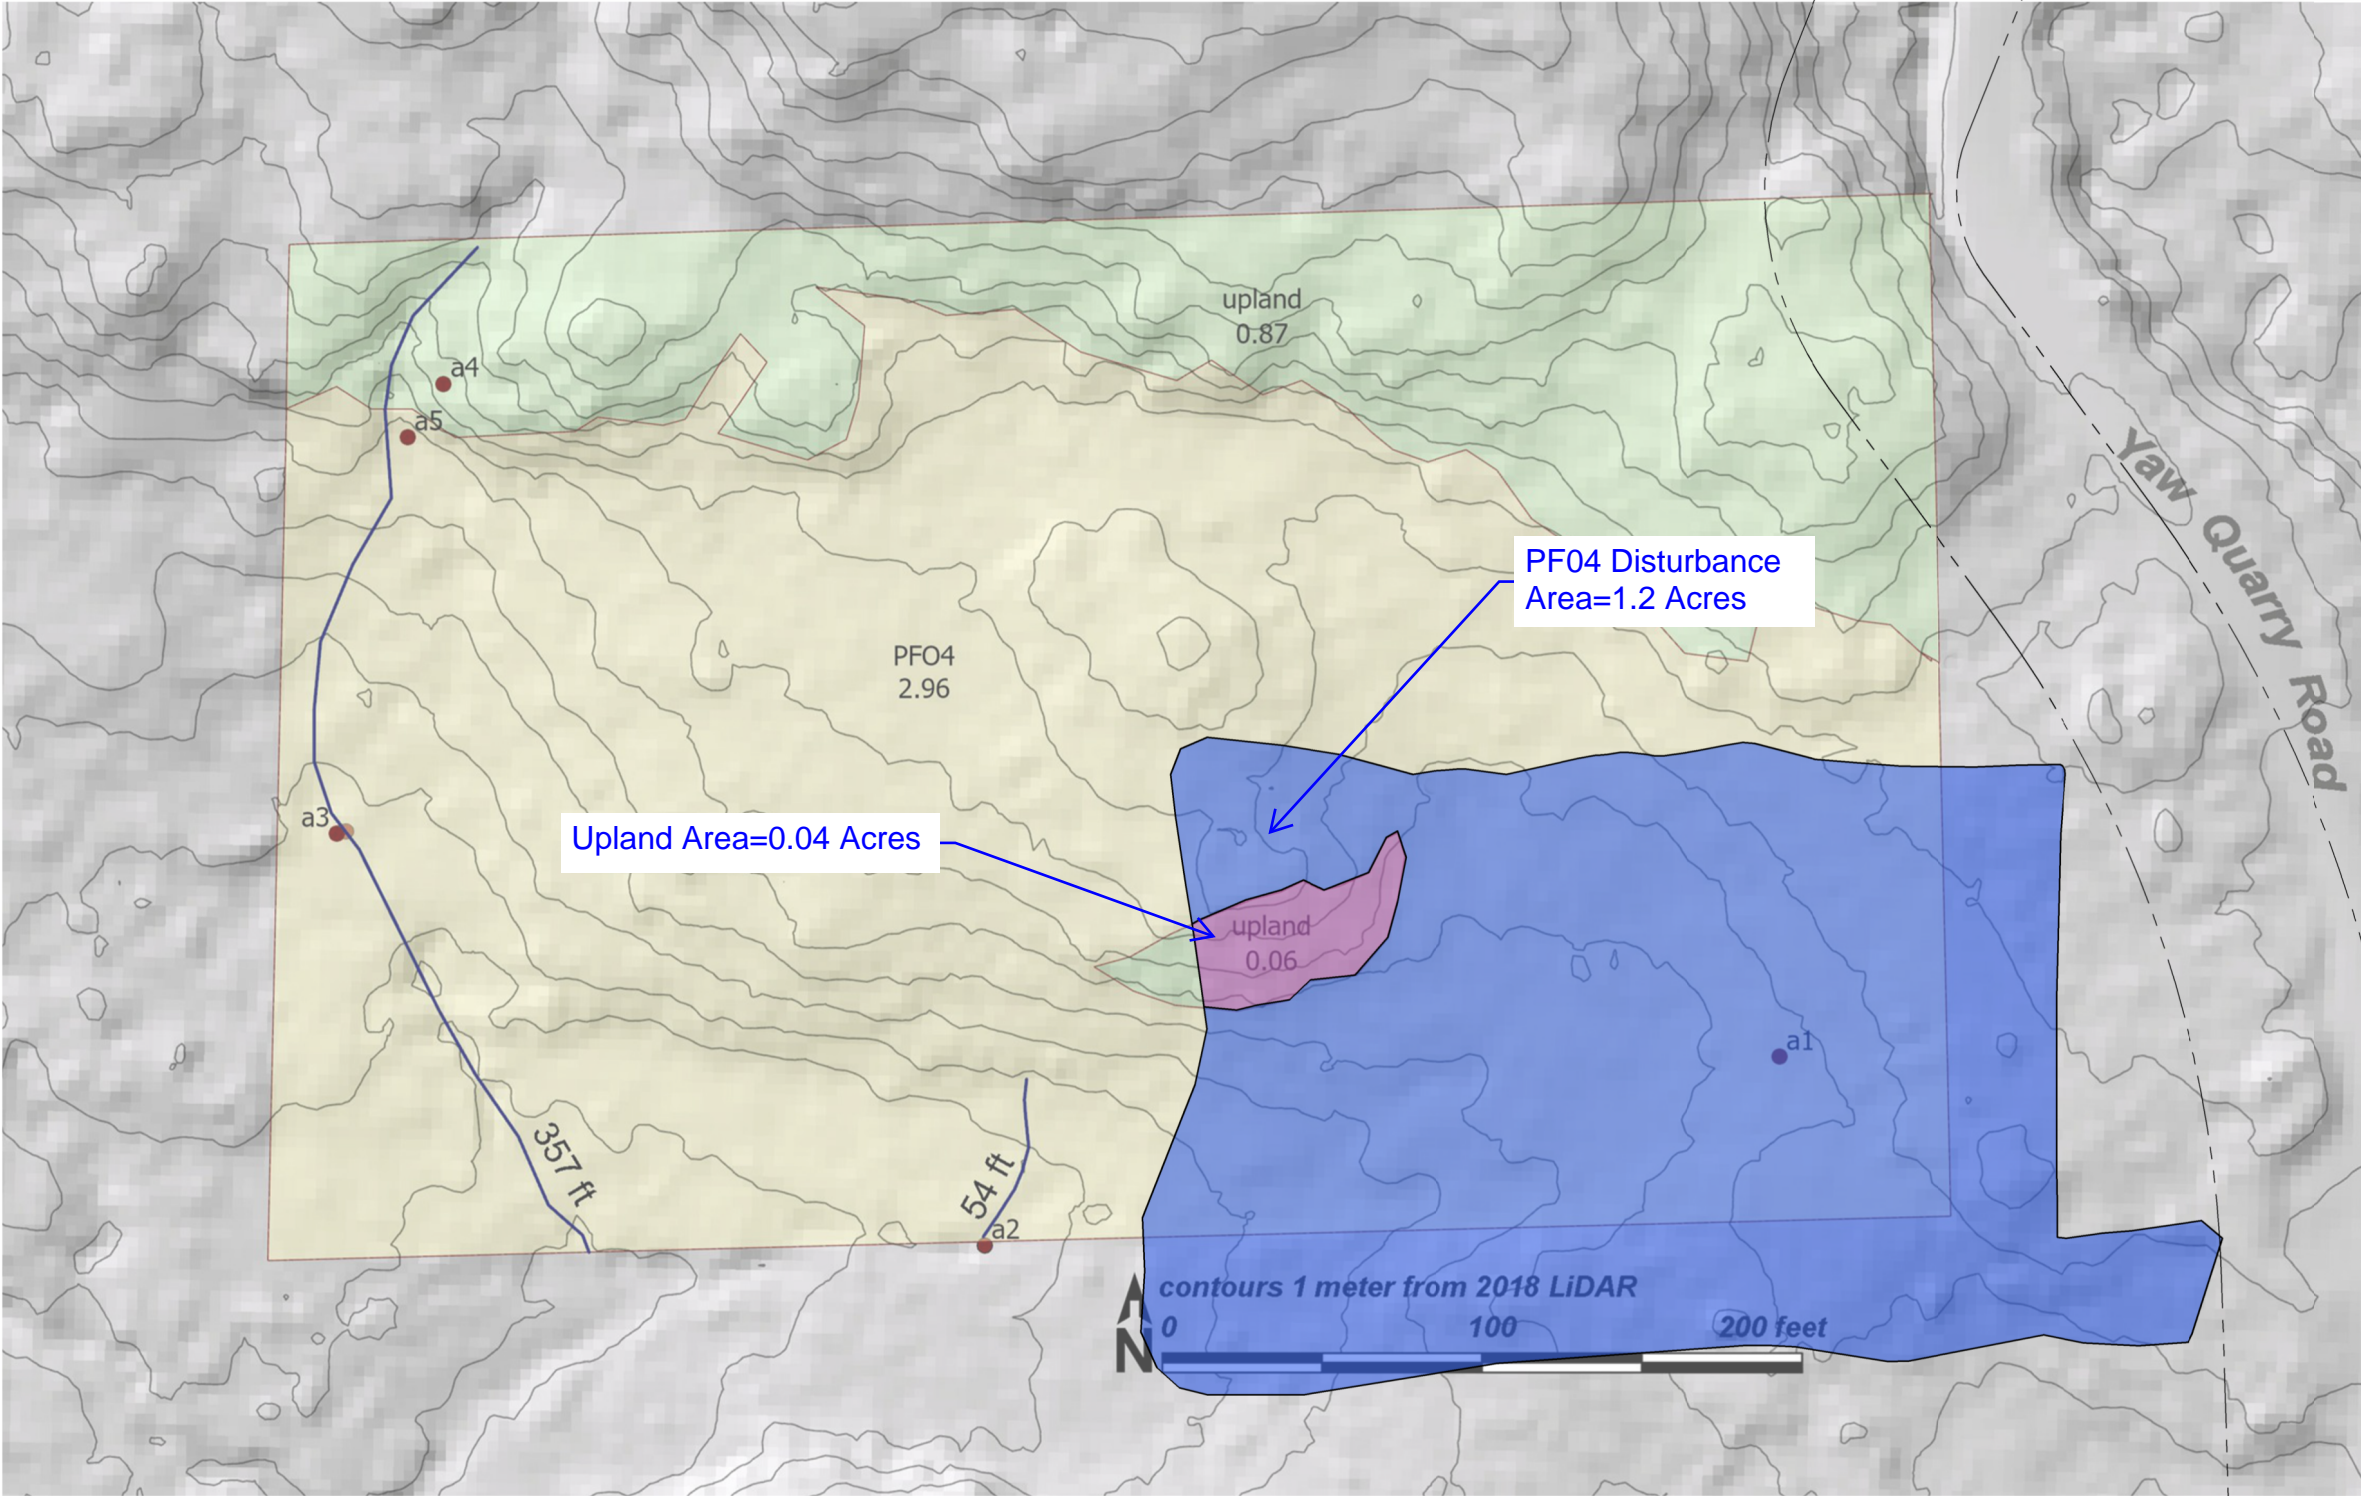 upland
0.87
a4
a5
Yaw Quarry Road
PF04 Disturbance
Area=1.2 Acres
PFO4
2.96
a3
Upland Area=0.04 Acres
upland
0.06
a1
357 ft
54 ft
a2
contours 1 meter from 2018 LiDAR
N
0 100 200 feet